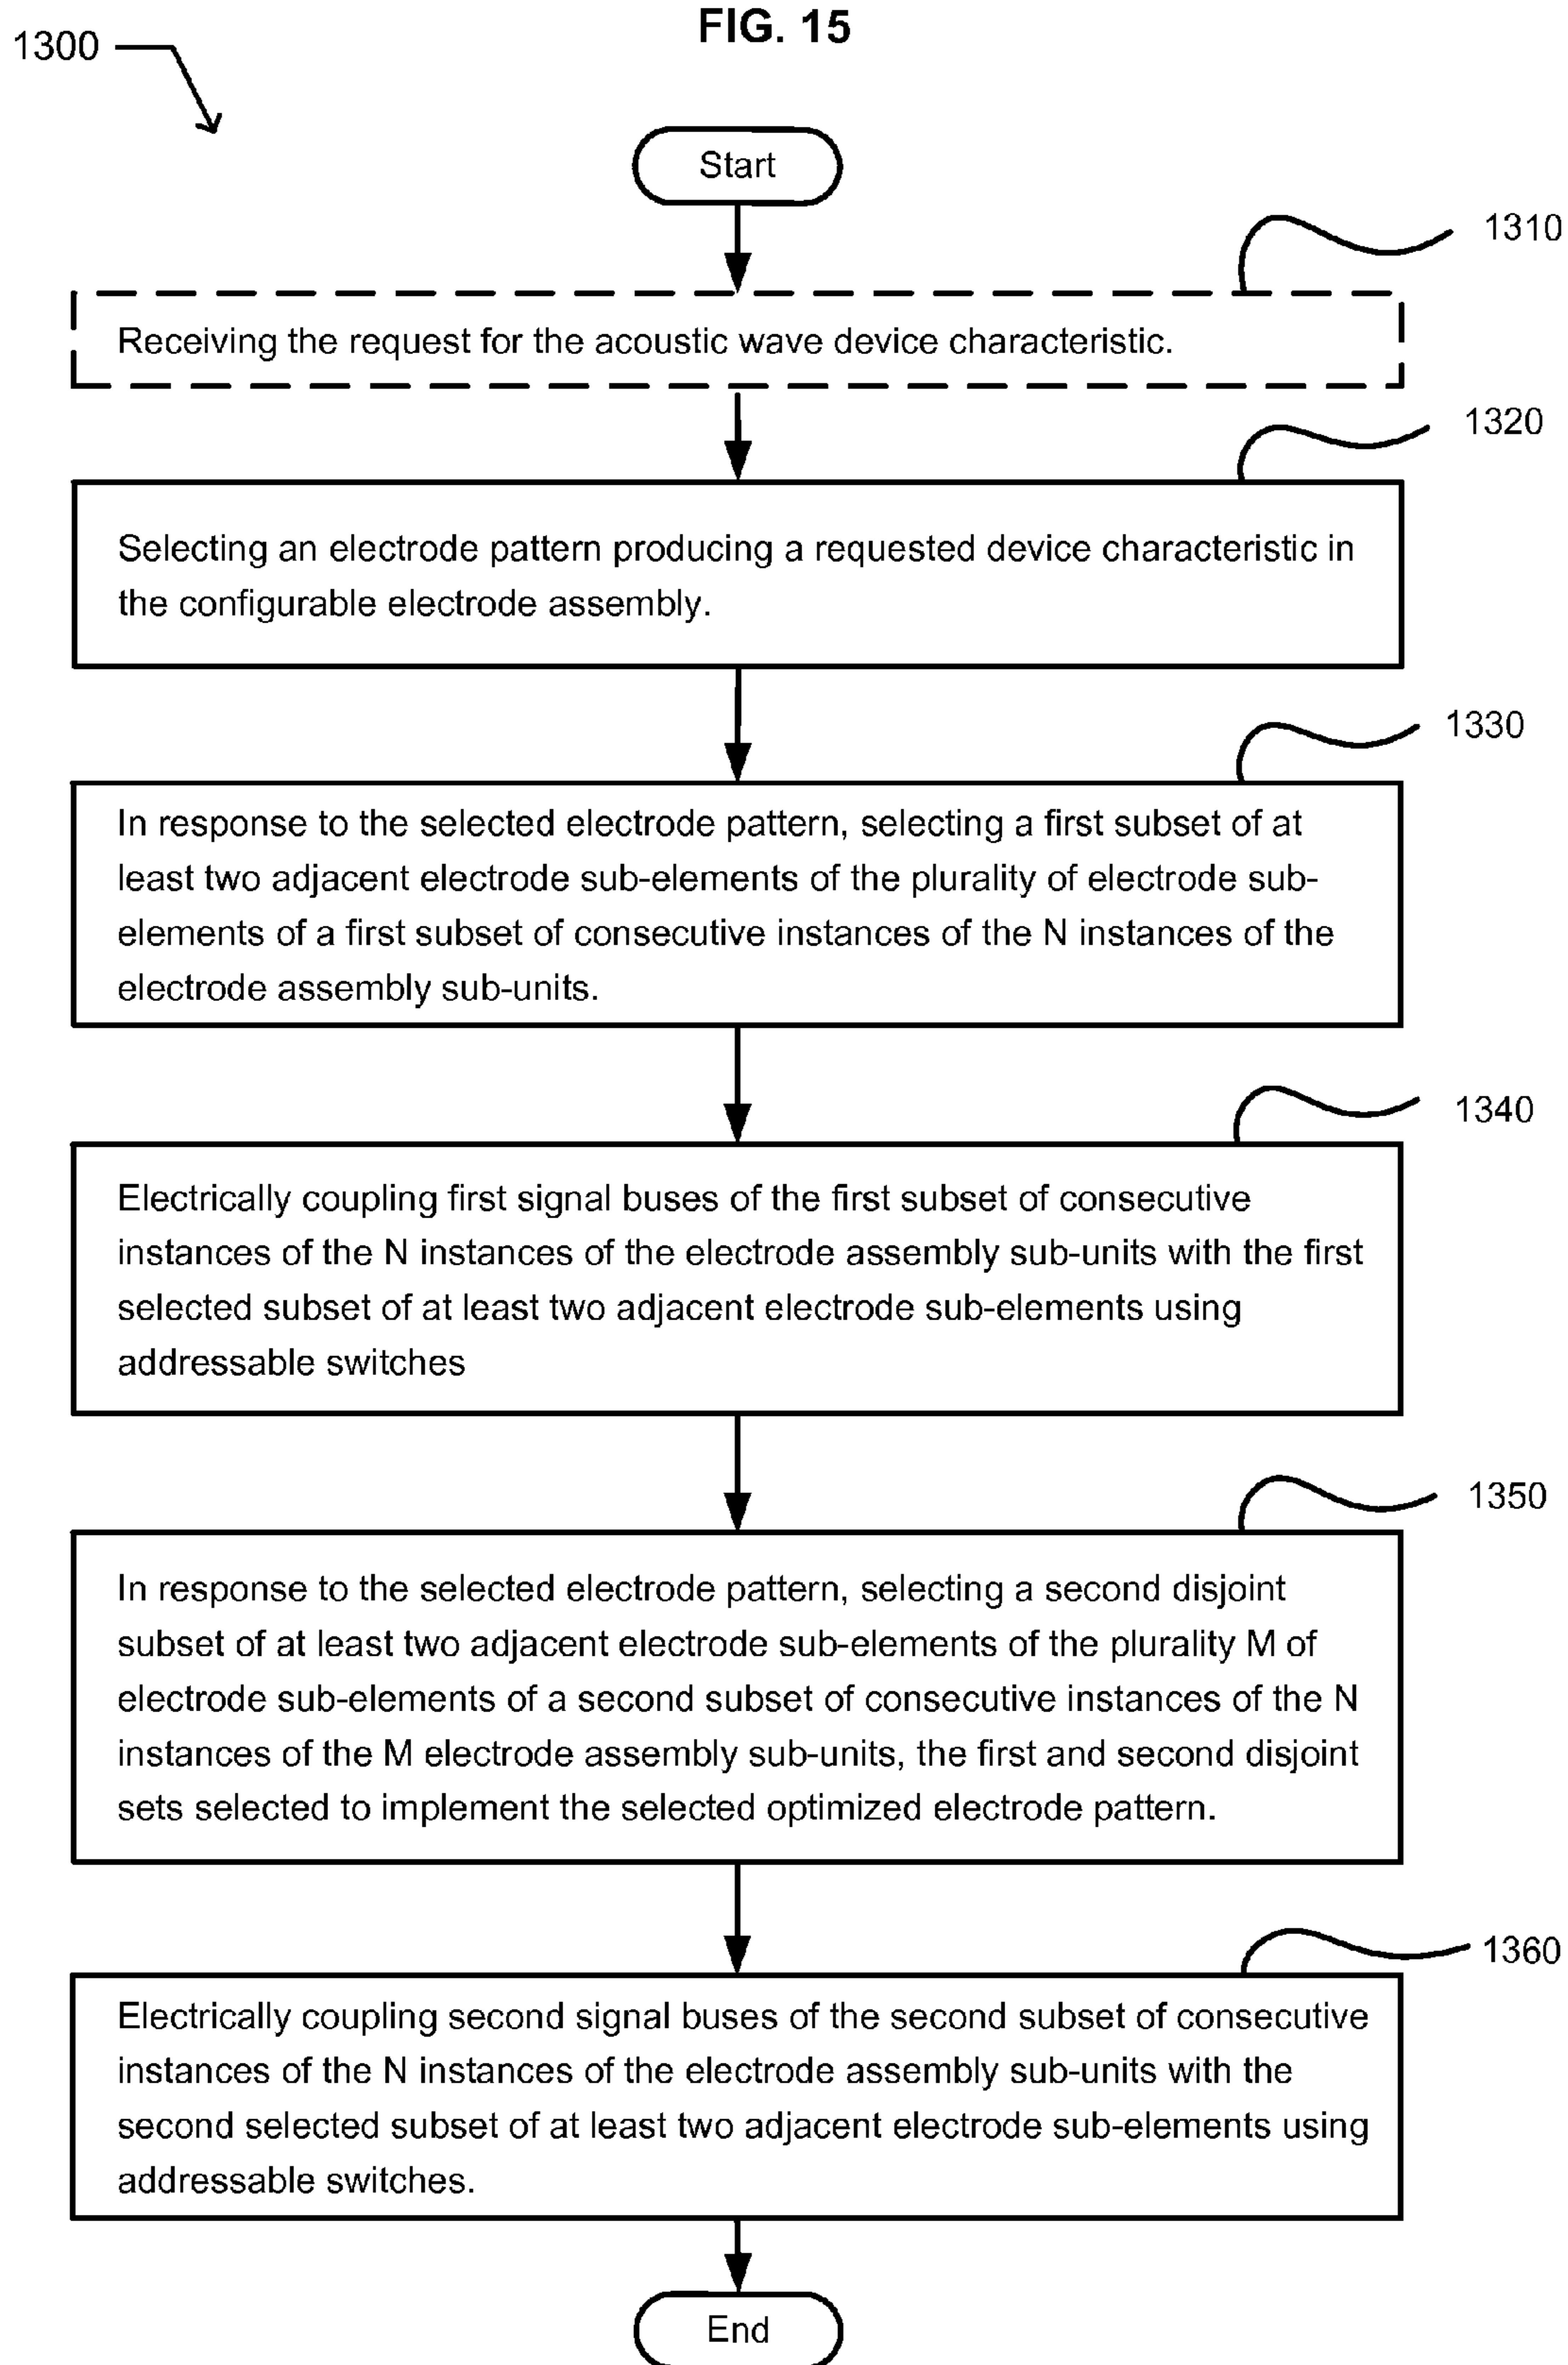 FIG. 15
1300
Start
1310
Receiving the request for the acoustic wave device characteristic.
1320
Selecting an electrode pattern producing a requested device characteristic in
the configurable electrode assembly.
1330
In response to the selected electrode pattern, selecting a first subset of at
least two adjacent electrode sub-elements of the plurality of electrode sub-
elements of a first subset of consecutive instances of the N instances of the
electrode assembly sub-units.
1340
Electrically coupling first signal buses of the first subset of consecutive
instances of the N instances of the electrode assembly sub-units with the first
selected subset of at least two adjacent electrode sub-elements using
addressable switches
1350
In response to the selected electrode pattern, selecting a second disjoint
subset of at least two adjacent electrode sub-elements of the plurality M of
electrode sub-elements of a second subset of consecutive instances of the N
instances of the M electrode assembly sub-units, the first and second disjoint
sets selected to implement the selected optimized electrode pattern.
1360
Electrically coupling second signal buses of the second subset of consecutive
instances of the N instances of the electrode assembly sub-units with the
second selected subset of at least two adjacent electrode sub-elements using
addressable switches.
End